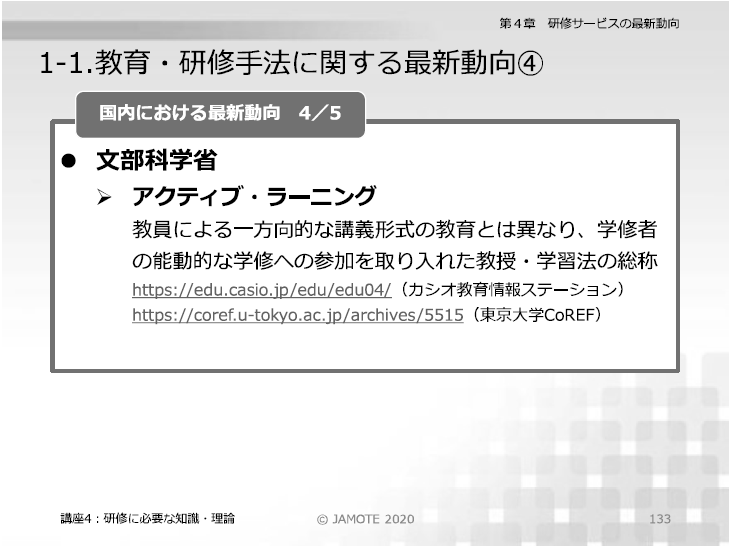 第４章　研修サービスの最新動向
1-1.教育・研修手法に関する最新動向④
国内における最新動向　４／５
● 文部科学省
➢ アクティブ・ラーニング
教員による一方向的な講義形式の教育とは異なり、学修者
の能動的な学修への参加を取り入れた教授・学習法の総称
https://edu.casio.jp/edu/edu04/（カシオ教育情報ステーション）
https://coref.u-tokyo.ac.jp/archives/5515（東京大学CoREF）
講座4：研修に必要な知識・理論
© JAMOTE 2020
133